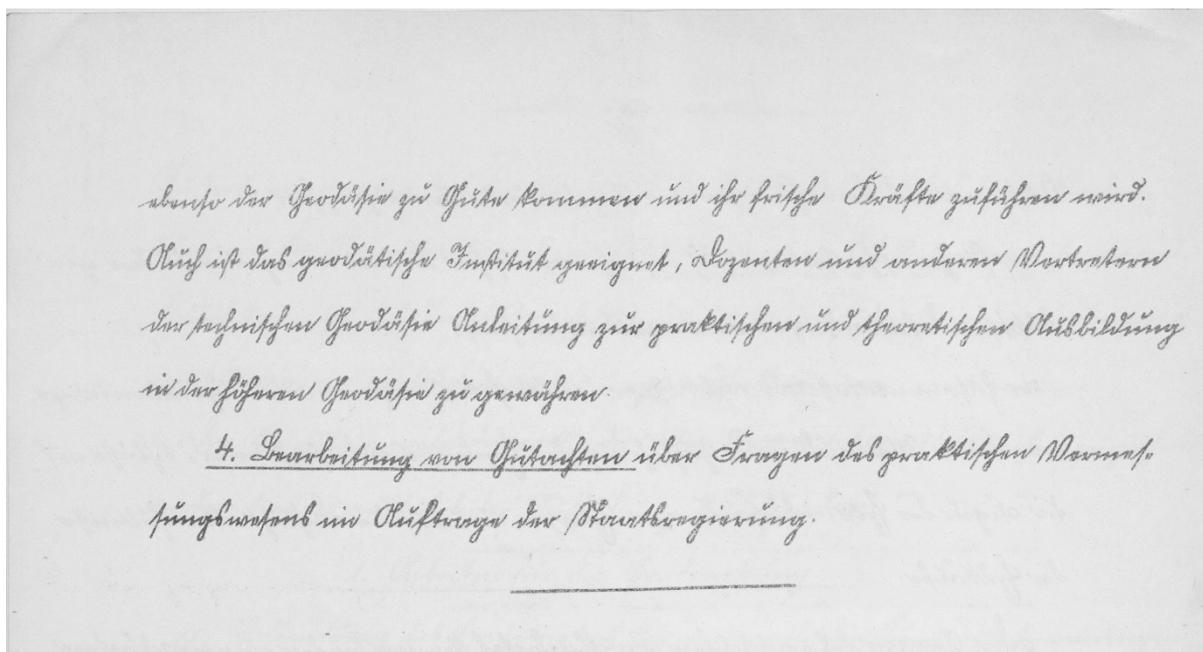 ebenso der Geodäsie zu Gute kommen und ihr frische Kräfte zuführen wird.
Auch ist das geodätische Institut geeignet, Dozenten und anderen Vertretern
der technischen Geodäsie Anleitung zur praktischen und theoretischen Ausbildung
in der höheren Geodäsie zu gewähren.
4. Bearbeitung von Gutachten über Fragen des praktischen Vermes-
sungswesens im Auftrage der Staatsregierung.